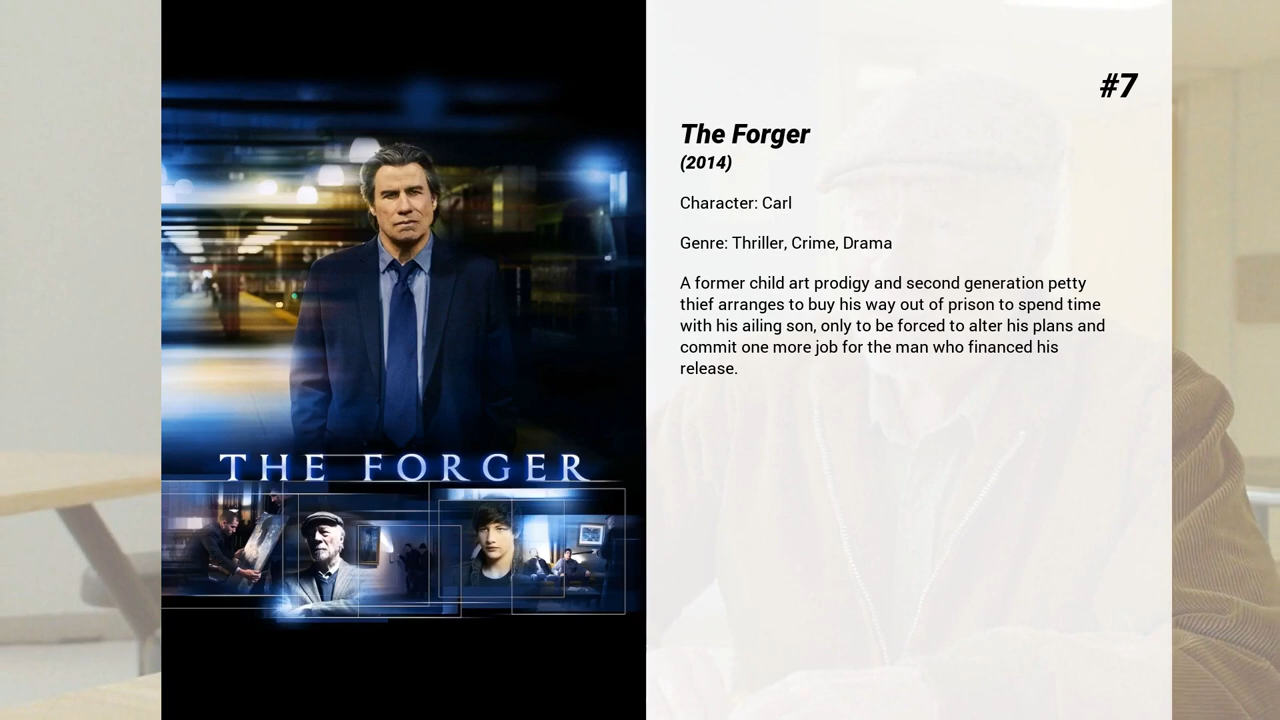 #7
The Forger
(2014)
Character: Carl
Genre: Thriller, Crime, Drama
A former child art prodigy and second generation petty
thief arranges to buy his way out of prison to spend time
with his ailing son, only to be forced to alter his plans and
commit one more job for the man who financed his
release.
THE FORGER